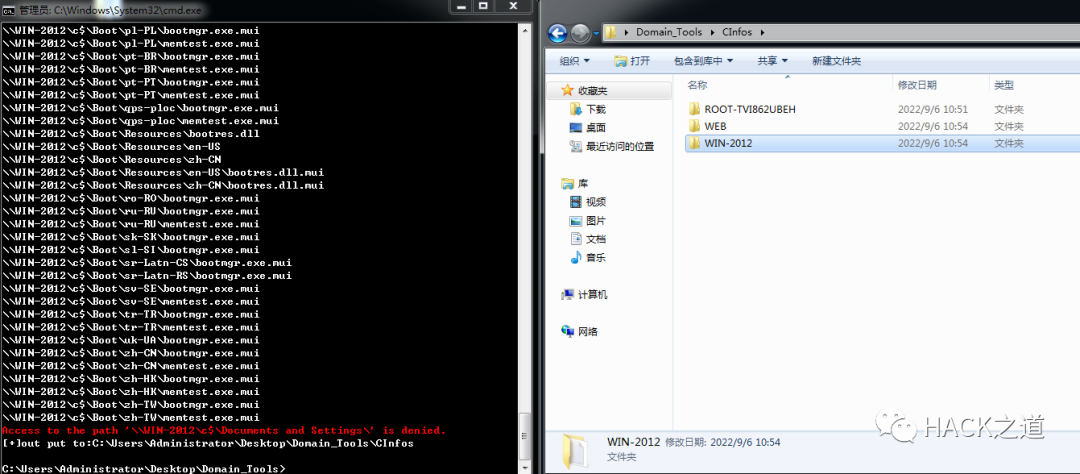 管理员: C:\Windows\System32\cmd.exe
\\WIN-2012\c$\Boot\pl-PL\bootmgr.exe.mui
\\WIN-2012\c$\Boot\pl-PL\memtest.exe.mui
\\WIN-2012\c$\Boot\pt-BR\bootmgr.exe.mui
\\WIN-2012\c$\Boot\pt-BR\memtest.exe.mui
\\WIN-2012\c$\Boot\pt-PT\bootmgr.exe.mui
\\WIN-2012\c$\Boot\pt-PT\memtest.exe.mui
\\WIN-2012\c$\Boot\qps-ploc\bootmgr.exe.mui
\\WIN-2012\c$\Boot\qps-ploc\memtest.exe.mui
\\WIN-2012\c$\Boot\Resources\bootres.dll
\\WIN-2012\c$\Boot\Resources\en-US
\\WIN-2012\c$\Boot\Resources\zh-CN
\\WIN-2012\c$\Boot\Resources\en-US\bootres.dll.mui
\\WIN-2012\c$\Boot\Resources\zh-CN\bootres.dll.mui
\\WIN-2012\c$\Boot\ro-RO\bootmgr.exe.mui
\\WIN-2012\c$\Boot\ru-RU\bootmgr.exe.mui
\\WIN-2012\c$\Boot\ru-RU\memtest.exe.mui
\\WIN-2012\c$\Boot\sk-SK\bootmgr.exe.mui
\\WIN-2012\c$\Boot\sl-SI\bootmgr.exe.mui
\\WIN-2012\c$\Boot\sr-Latn-CS\bootmgr.exe.mui
\\WIN-2012\c$\Boot\sr-Latn-RS\bootmgr.exe.mui
\\WIN-2012\c$\Boot\sv-SE\bootmgr.exe.mui
\\WIN-2012\c$\Boot\sv-SE\memtest.exe.mui
\\WIN-2012\c$\Boot\tr-TR\bootmgr.exe.mui
\\WIN-2012\c$\Boot\tr-TR\memtest.exe.mui
\\WIN-2012\c$\Boot\uk-UA\bootmgr.exe.mui
\\WIN-2012\c$\Boot\zh-CN\bootmgr.exe.mui
\\WIN-2012\c$\Boot\zh-CN\memtest.exe.mui
\\WIN-2012\c$\Boot\zh-HK\bootmgr.exe.mui
\\WIN-2012\c$\Boot\zh-HK\memtest.exe.mui
\\WIN-2012\c$\Boot\zh-TW\bootmgr.exe.mui
\\WIN-2012\c$\Boot\zh-TW\memtest.exe.mui
Access to the path '\\WIN-2012\c$\Documents and Settings\' is denied.
[+]out put to:C:\Users\Administrator\Desktop\Domain_Tools\CInfos
C:\Users\Administrator\Desktop\Domain_Tools>
Domain_Tools CInfos
组织 打开 包含到库中 共享 新建文件夹
收藏夹
下载
桌面
最近访问的位置
库
视频
图片
文档
音乐
计算机
网络
名称 修改日期 类型
ROOT-TVI862UBEH 2022/9/6 10:51 文件夹
WEB 2022/9/6 10:54 文件夹
WIN-2012 2022/9/6 10:54 文件夹
WIN-2012 修改日期: 2022/9/6 10:54
文件夹
HACK之道